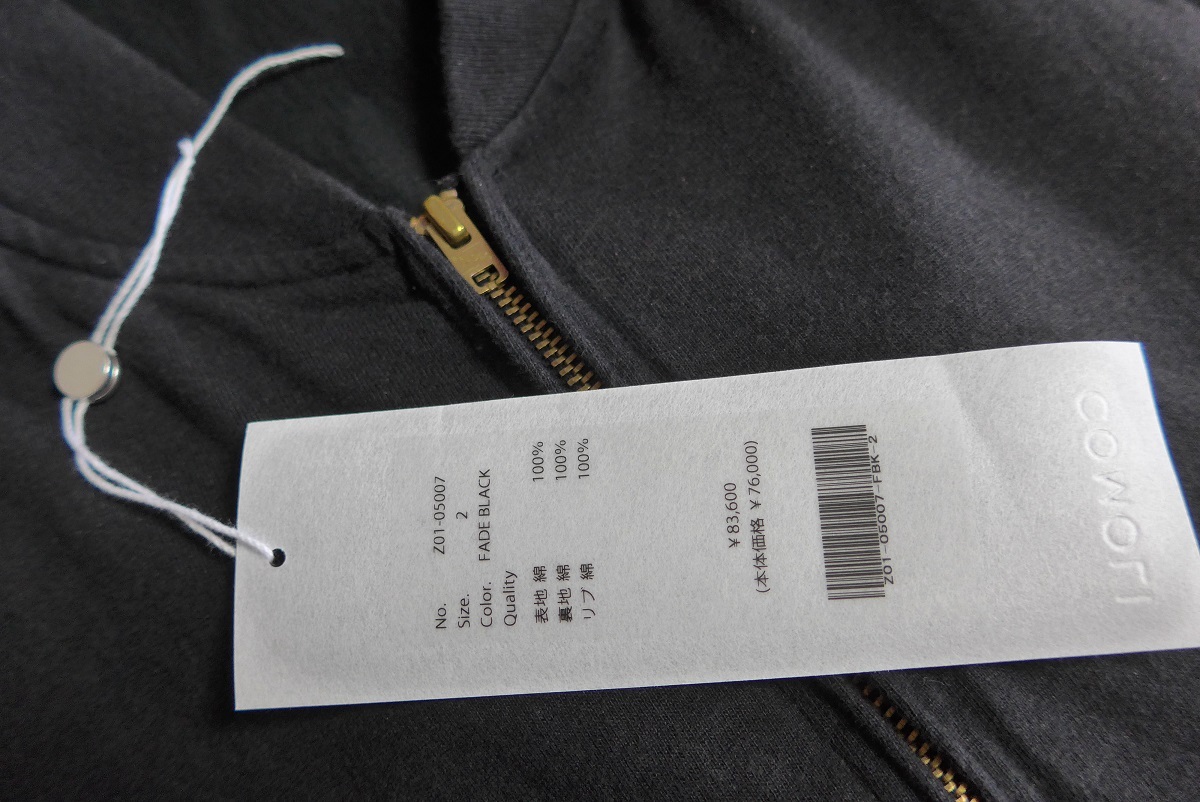 No. Z01-05007
Size. 2
Color. FADE BLACK
Quality
表地 綿 100%
裏地 綿 100%
リブ 綿 100%
￥83,600
(本体価格 ￥76,000)
Z01-05007-FBK-2
COMOLI